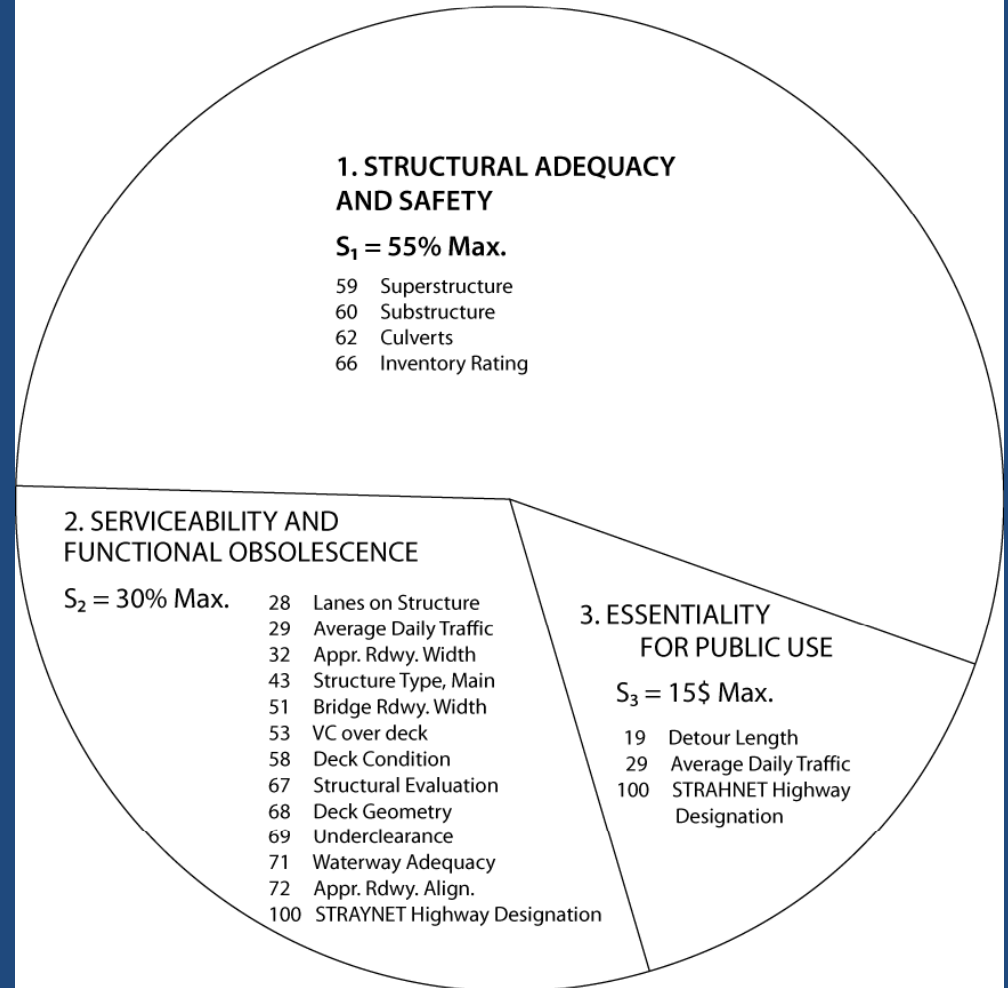 1. STRUCTURAL ADEQUACY
AND SAFETY
S₁ = 55% Max.
59 Superstructure
60 Substructure
62 Culverts
66 Inventory Rating
2. SERVICEABILITY AND
FUNCTIONAL OBSOLESCENCE
S₂ = 30% Max.
28 Lanes on Structure
29 Average Daily Traffic
32 Appr. Rdwy. Width
43 Structure Type, Main
51 Bridge Rdwy. Width
53 VC over deck
58 Deck Condition
67 Structural Evaluation
68 Deck Geometry
69 Underclearance
71 Waterway Adequacy
72 Appr. Rdwy. Align.
100 STRAYNET Highway Designation
3. ESSENTIALITY
FOR PUBLIC USE
S₃ = 15$ Max.
19 Detour Length
29 Average Daily Traffic
100 STRAHNET Highway
Designation